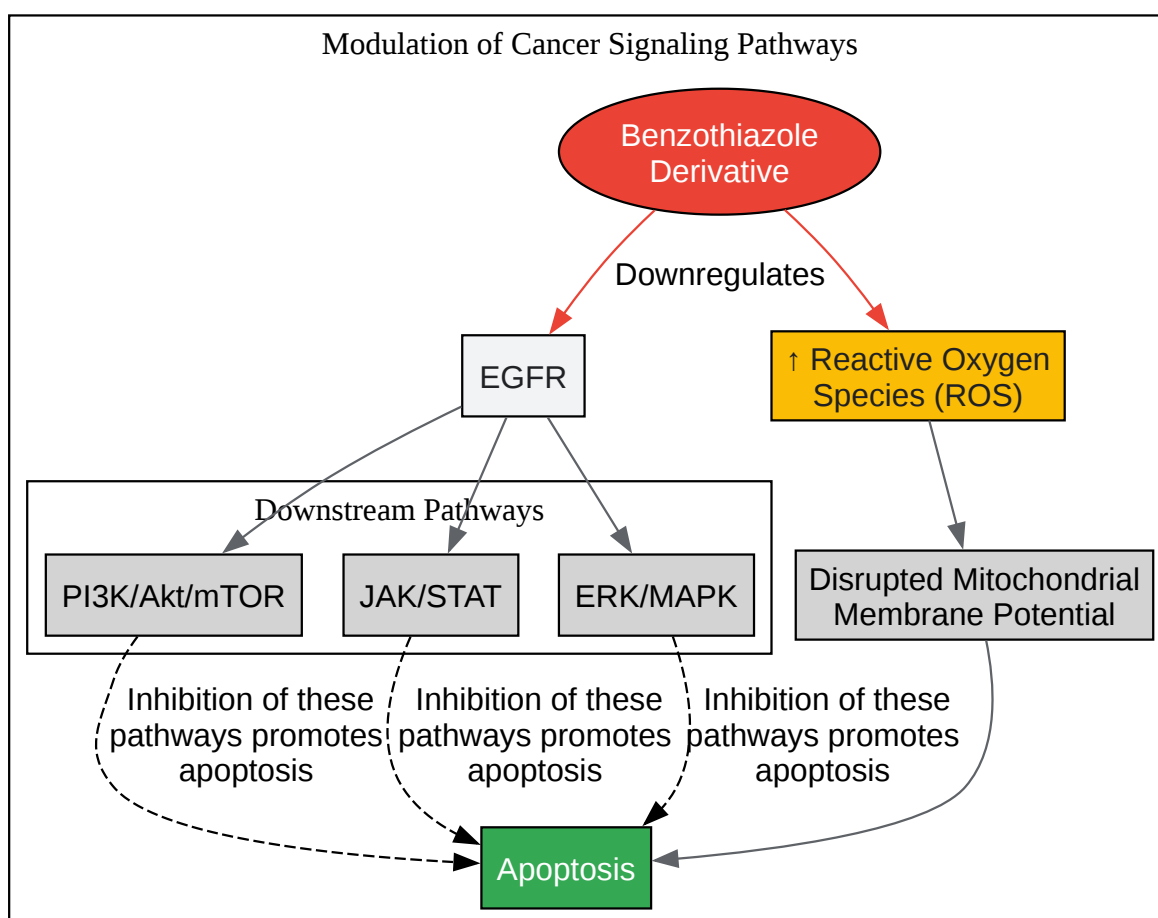 Modulation of Cancer Signaling Pathways
Benzothiazole
Derivative
Downregulates
EGFR
↑ Reactive Oxygen
Species (ROS)
Downstream Pathways
PI3K/Akt/mTOR
JAK/STAT
ERK/MAPK
Disrupted Mitochondrial
Membrane Potential
Inhibition of these
pathways promotes
apoptosis
Inhibition of these
pathways promotes
apoptosis
Inhibition of these
pathways promotes
apoptosis
Apoptosis